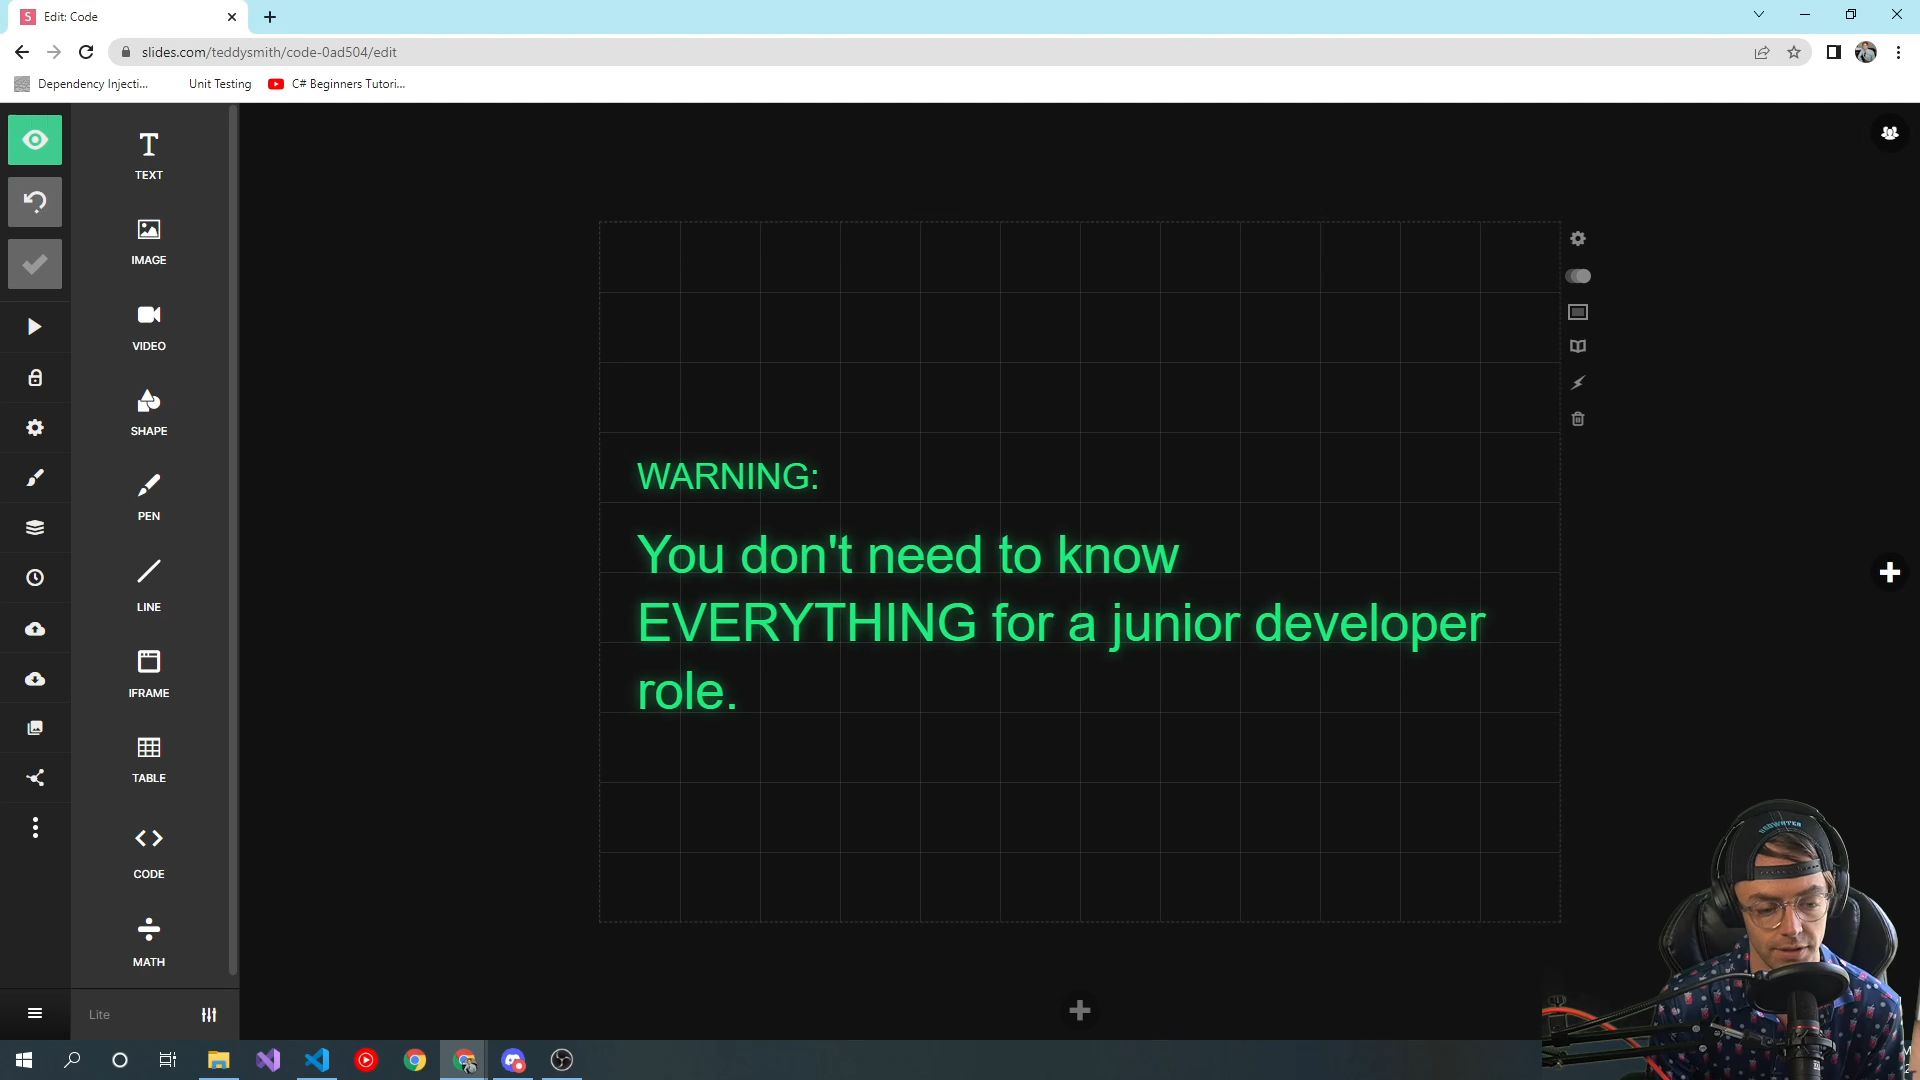 Edit: Code
slides.com/teddysmith/code-0ad504/edit
Dependency Injecti...
Unit Testing
C# Beginners Tutori...
TEXT
IMAGE
VIDEO
SHAPE
PEN
LINE
IFRAME
TABLE
CODE
MATH
Lite
WARNING:
You don't need to know
EVERYTHING for a junior developer
role.